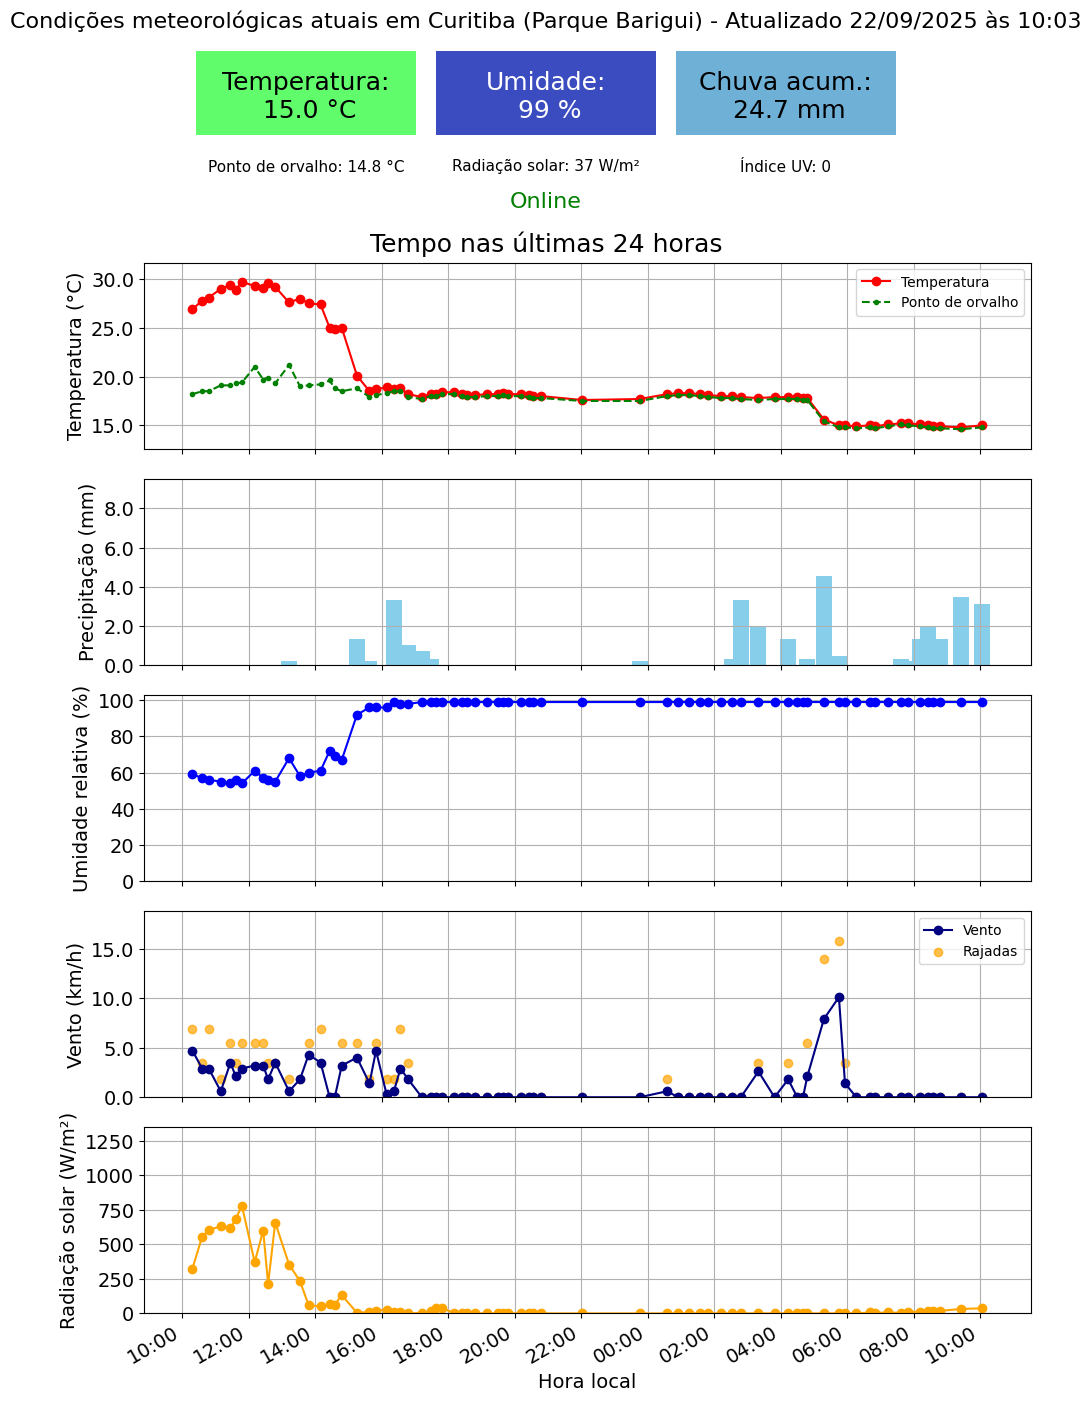 Condições meteorológicas atuais em Curitiba (Parque Barigui) - Atualizado 22/09/2025 às 10:03
Temperatura:
15.0 °C
Umidade:
99 %
Chuva acum.:
24.7 mm
Ponto de orvalho: 14.8 °C
Radiação solar: 37 W/m²
Índice UV: 0
Online
Tempo nas últimas 24 horas
Temperatura (°C)
30.0
25.0
20.0
15.0
Temperatura
Ponto de orvalho
Precipitação (mm)
8.0
6.0
4.0
2.0
0.0
Umidade relativa (%)
100
80
60
40
20
0
Vento (km/h)
15.0
10.0
5.0
0.0
Vento
Rajadas
Radiação solar (W/m²)
1250
1000
750
500
250
0
10:00
12:00
14:00
16:00
18:00
20:00
22:00
00:00
02:00
04:00
06:00
08:00
10:00
Hora local